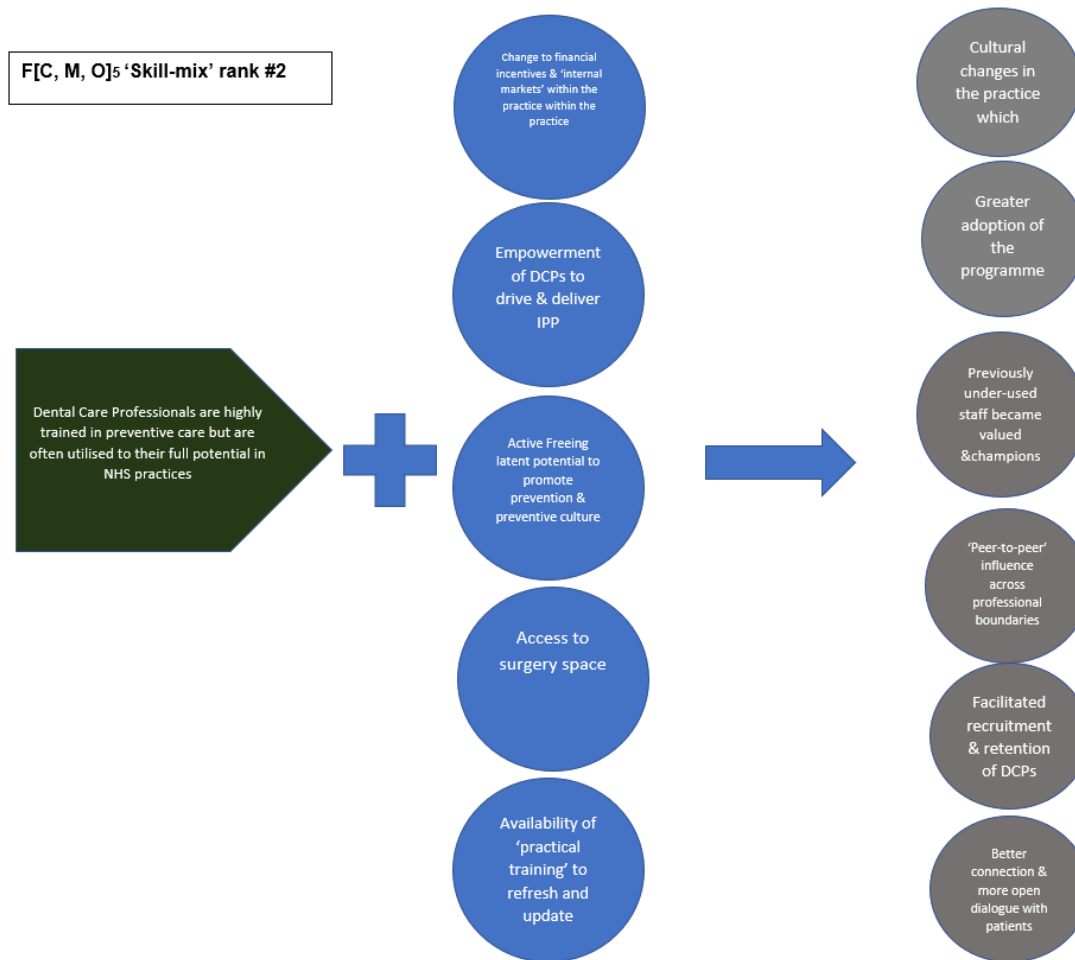 F[C, M, O]5 ‘Skill-mix’ rank #2
Dental Care Professionals are highly
trained in preventive care but are
often utilised to their full potential in
NHS practices
Change to financial
incentives & ‘internal
markets’ within the
practice within the
practice
Empowerment
of DCPs to
drive & deliver
IPP
Active Freeing
latent potential to
promote
prevention &
preventive culture
Access to
surgery space
Availability of
‘practical
training’ to
refresh and
update
Cultural
changes in
the practice
which
Greater
adoption of
the
programme
Previously
under-used
staff became
valued
&champions
‘Peer-to-peer’
influence
across
professional
boundaries
Facilitated
recruitment
& retention
of DCPs
Better
connection &
more open
dialogue with
patients